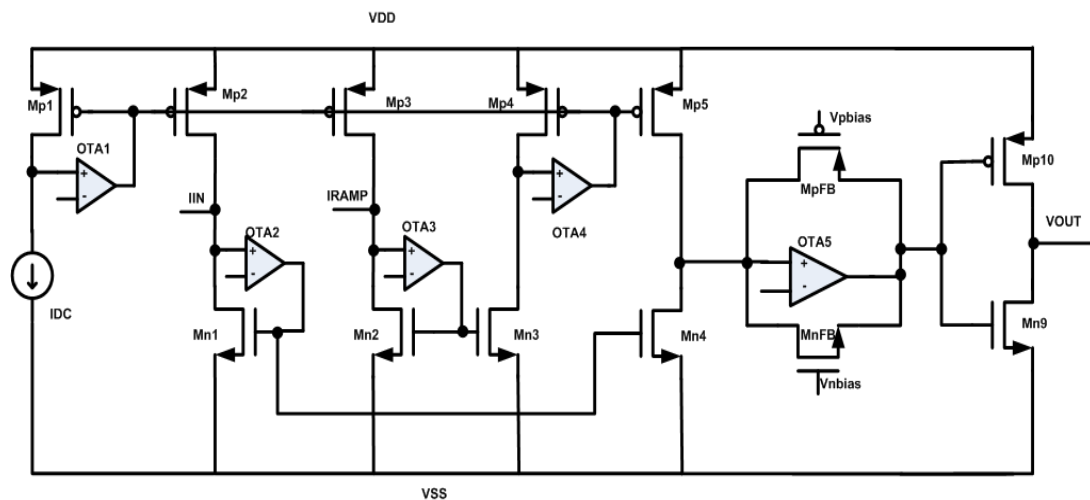 VDD
Mp1
Mp2
Mp3
Mp4
Mp5
Vpbias
MpFB
Mp10
OTA1
+
-
IIN
IRAMP
OTA2
+
-
OTA3
+
-
OTA4
+
-
OTA5
+
-
VOUT
IDC
Mn1
Mn2
Mn3
Mn4
MnFB
Vnbias
Mn9
VSS